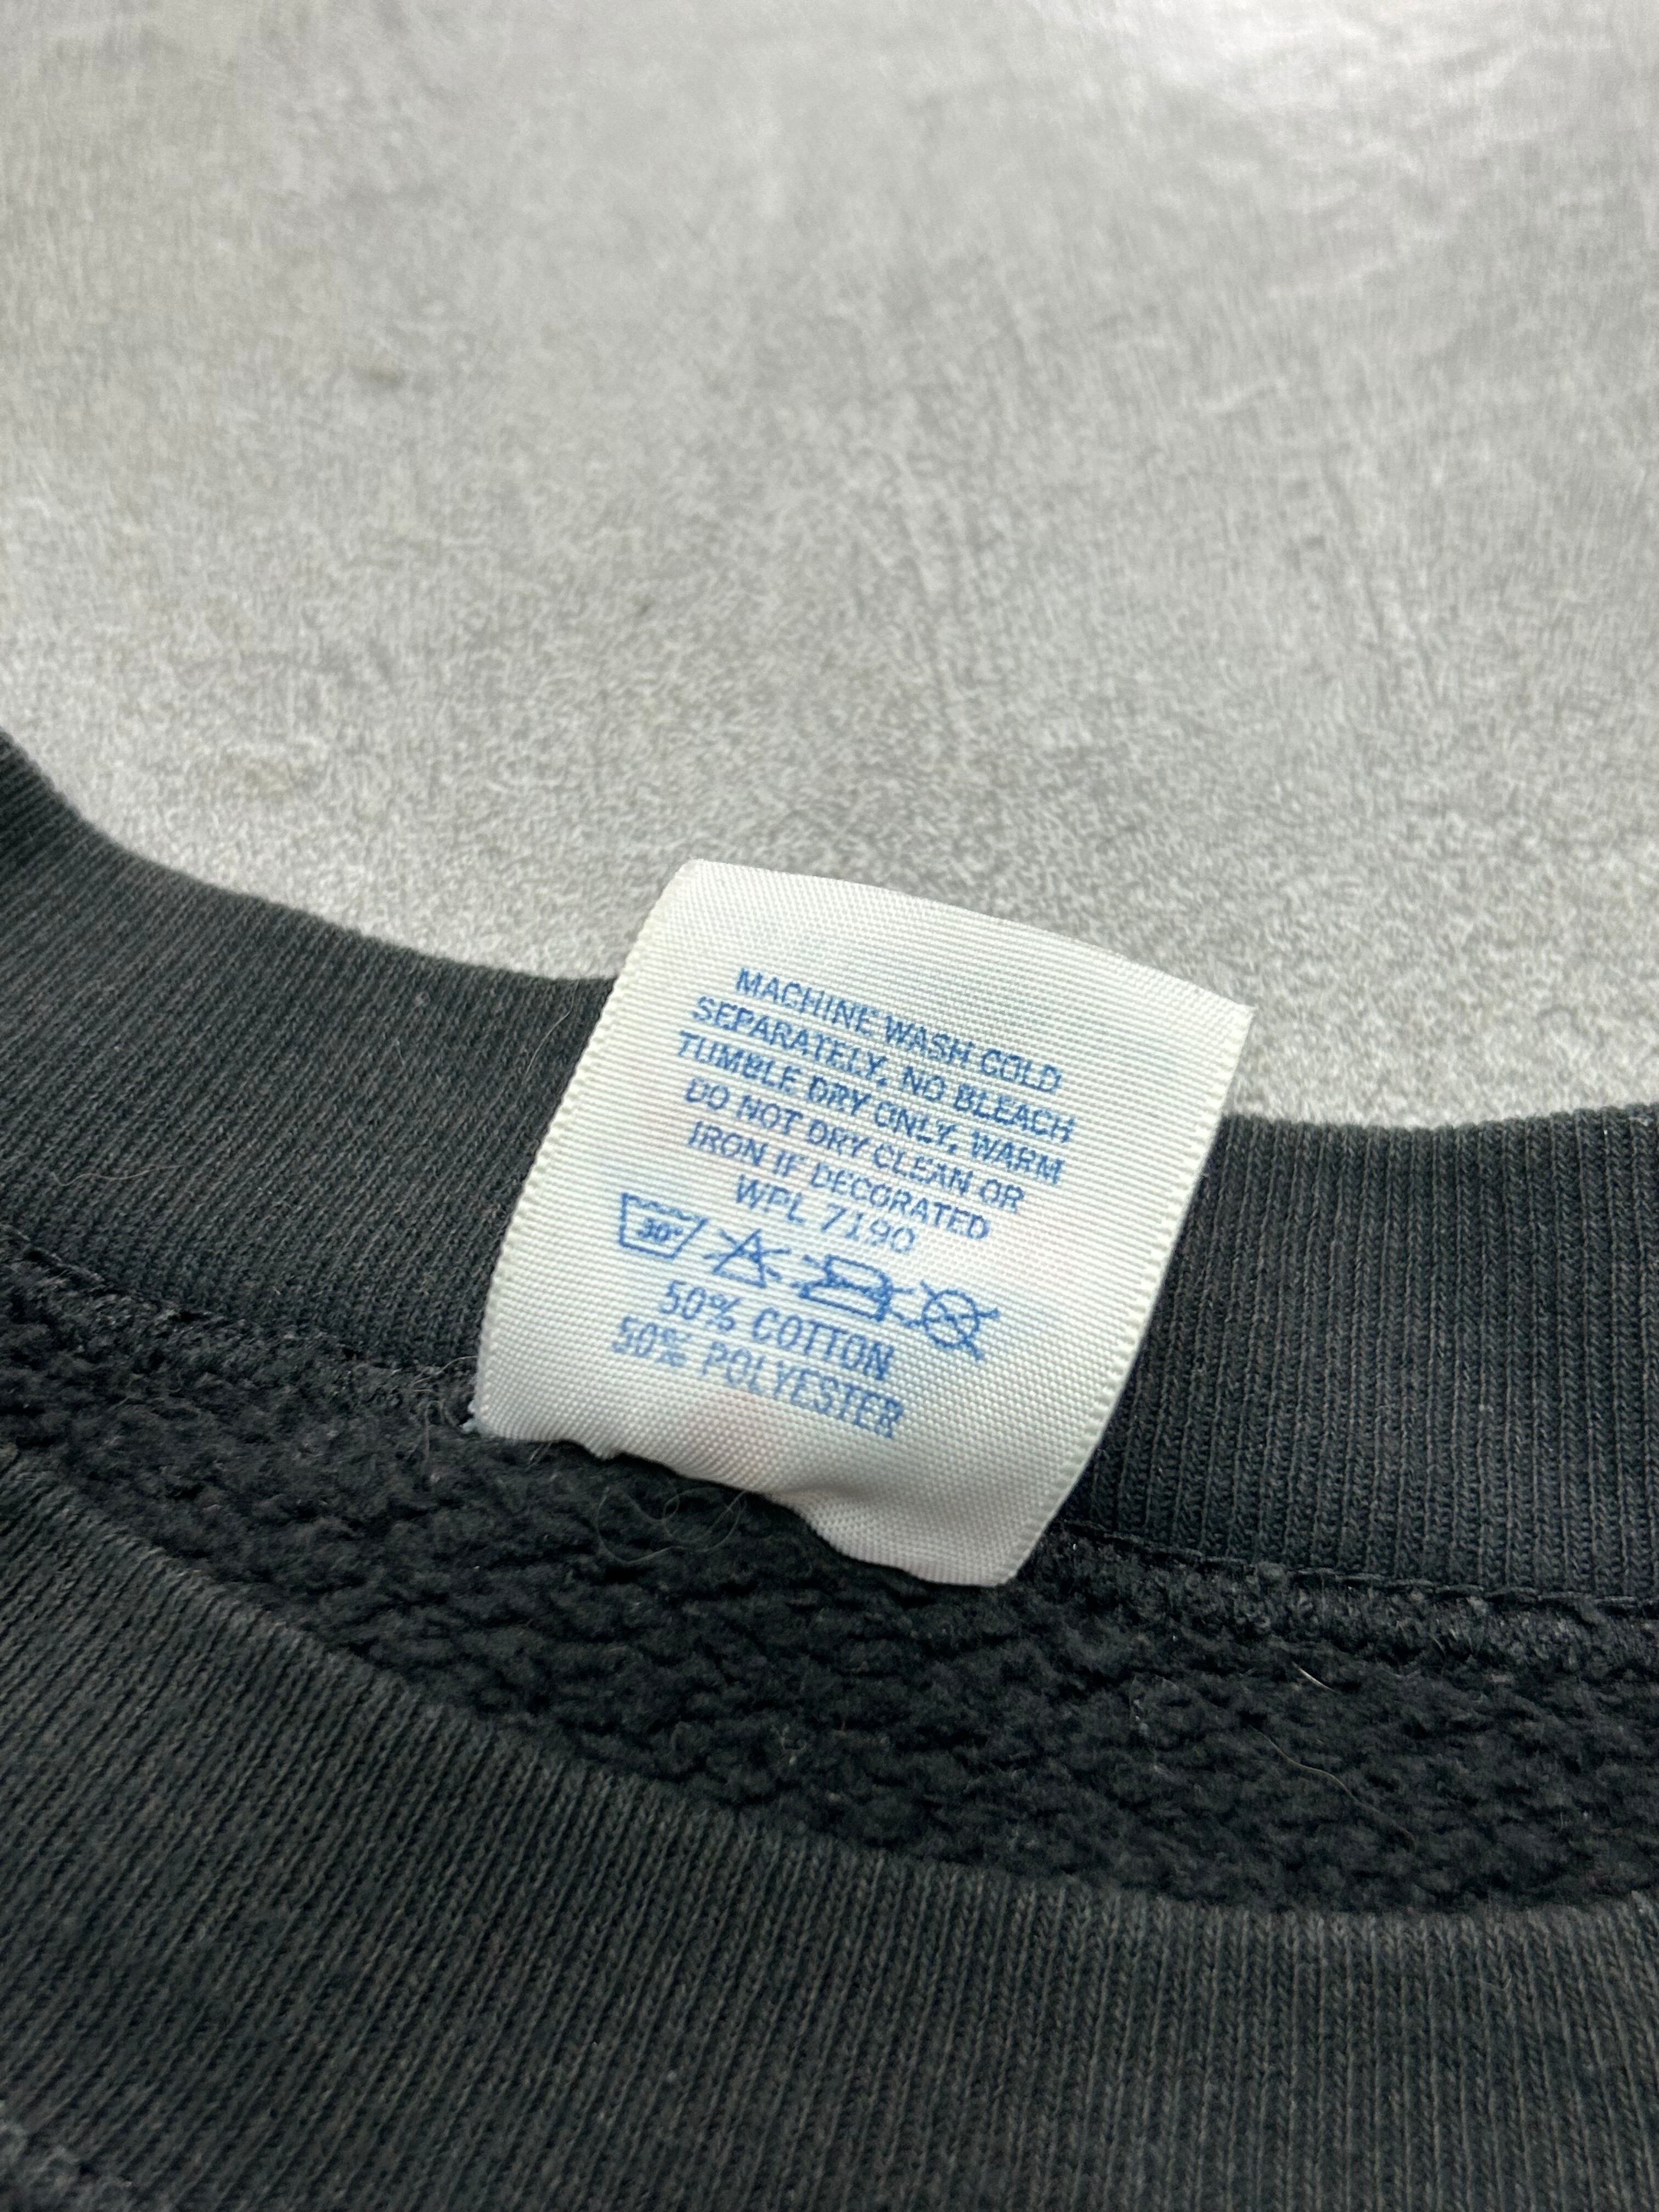 MACHINE WASH COLD
SEPARATELY, NO BLEACH
TUMBLE DRY ONLY, WARM
DO NOT DRY CLEAN OR
IRON IF DECORATED
WPL 7190
30°
50% COTTON
50% POLYESTER